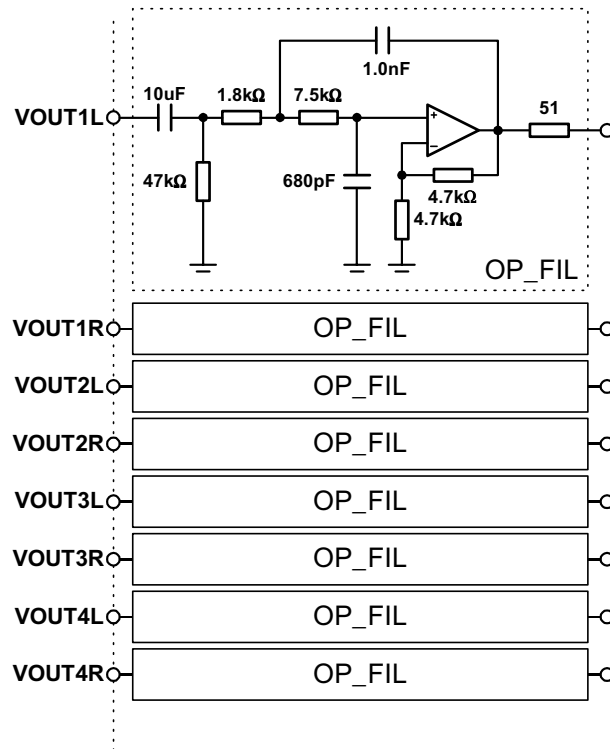 1.0nF
10uF
1.8kΩ
7.5kΩ
51
VOUT1L
+
−
47kΩ
680pF
4.7kΩ
4.7kΩ
OP_FIL
VOUT1R OP_FIL
VOUT2L OP_FIL
VOUT2R OP_FIL
VOUT3L OP_FIL
VOUT3R OP_FIL
VOUT4L OP_FIL
VOUT4R OP_FIL